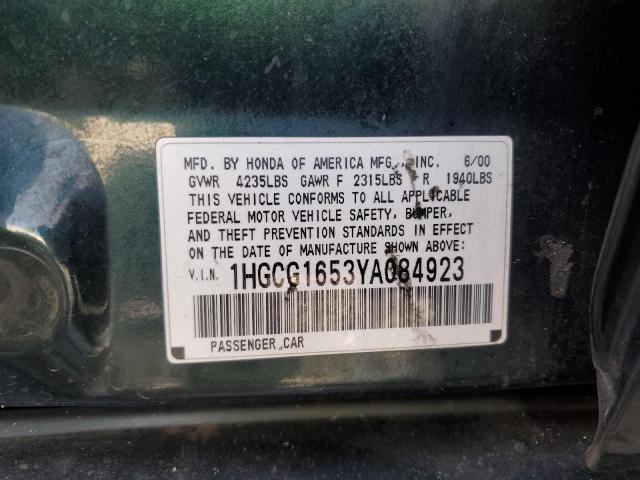 MFD. BY HONDA OF AMERICA MFG., INC. 6/00
GVWR 4235LBS GAWR F 2315LBS R 1940LBS
THIS VEHICLE CONFORMS TO ALL APPLICABLE
FEDERAL MOTOR VEHICLE SAFETY, BUMPER,
AND THEFT PREVENTION STANDARDS IN EFFECT
ON THE DATE OF MANUFACTURE SHOWN ABOVE:
V.I.N. 1HGCG1653YA084923
PASSENGER CAR